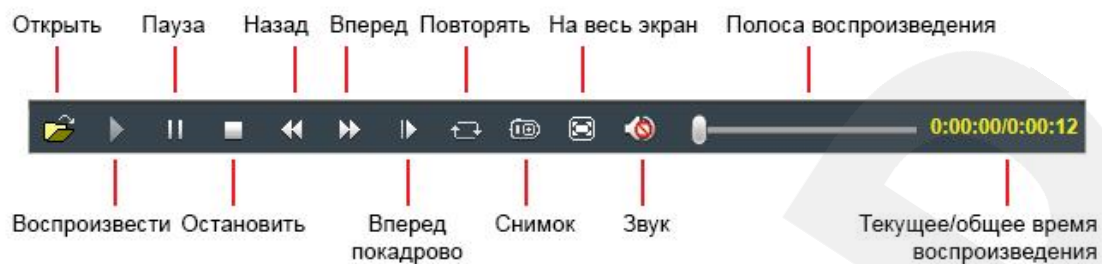 Открыть Пауза Назад Вперед Повторять На весь экран Полоса воспроизведения
0:00:00/0:00:12
Воспроизвести Остановить Вперед покадрово Снимок Звук Текущее/общее время воспроизведения